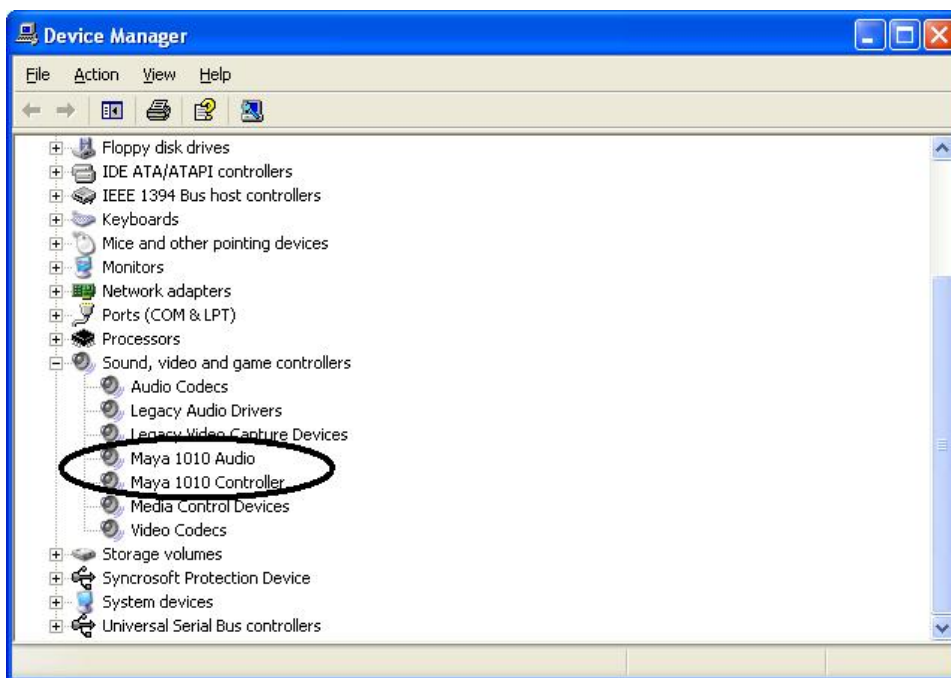 Device Manager
File Action View Help
Floppy disk drives
IDE ATA/ATAPI controllers
IEEE 1394 Bus host controllers
Keyboards
Mice and other pointing devices
Monitors
Network adapters
Ports (COM & LPT)
Processors
Sound, video and game controllers
Audio Codecs
Legacy Audio Drivers
Legacy Video Capture Devices
Maya 1010 Audio
Maya 1010 Controller
Media Control Devices
Video Codecs
Storage volumes
Syncrosoft Protection Device
System devices
Universal Serial Bus controllers